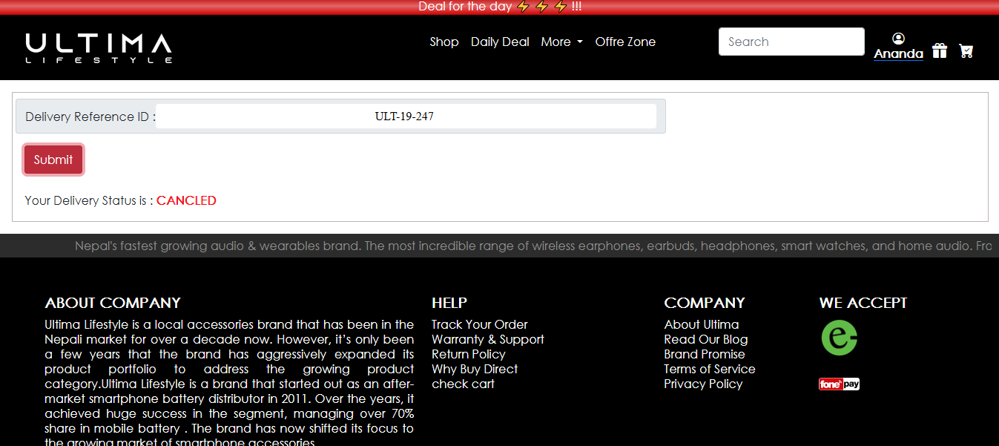 Deal for the day ⚡ ⚡ ⚡ !!!
ULTIMA
LIFESTYLE
Shop Daily Deal More Offre Zone
Search
Ananda
Delivery Reference ID : ULT-19-247
Submit
Your Delivery Status is : CANCLED
Nepal's fastest growing audio & wearables brand. The most incredible range of wireless earphones, earbuds, headphones, smart watches, and home audio. Fro
ABOUT COMPANY
Ultima Lifestyle is a local accessories brand that has been in the
Nepali market for over a decade now. However, it’s only been
a few years that the brand has aggressively expanded its
product portfolio to address the growing product
category.Ultima Lifestyle is a brand that started out as an after-
market smartphone battery distributor in 2011. Over the years, it
achieved huge success in the segment, managing over 70%
share in mobile battery . The brand has now shifted its focus to
the growing market of smartphone accessories
HELP
Track Your Order
Warranty & Support
Return Policy
Why Buy Direct
check cart
COMPANY
About Ultima
Read Our Blog
Brand Promise
Terms of Service
Privacy Policy
WE ACCEPT
e
fonepay